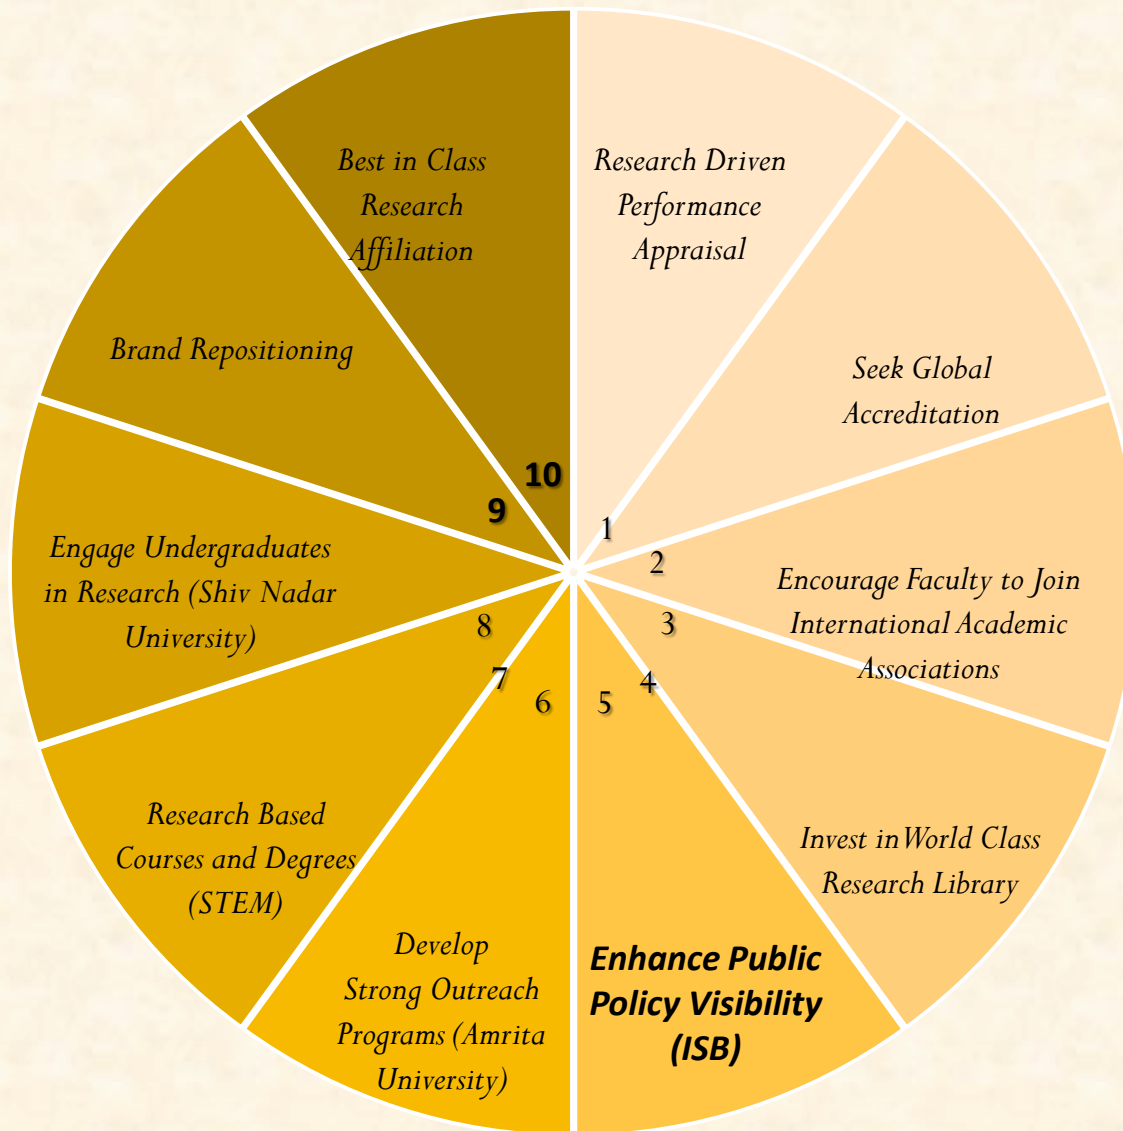 Research Driven
Performance
Appraisal
1
Seek Global
Accreditation
2
Encourage Faculty to Join
International Academic
Associations
3
Invest in World Class
Research Library
4
Enhance Public
Policy Visibility
(ISB)
5
Develop
Strong Outreach
Programs (Amrita
University)
6
Research Based
Courses and Degrees
(STEM)
7
Engage Undergraduates
in Research (Shiv Nadar
University)
8
Brand Repositioning
9
Best in Class
Research
Affiliation
10